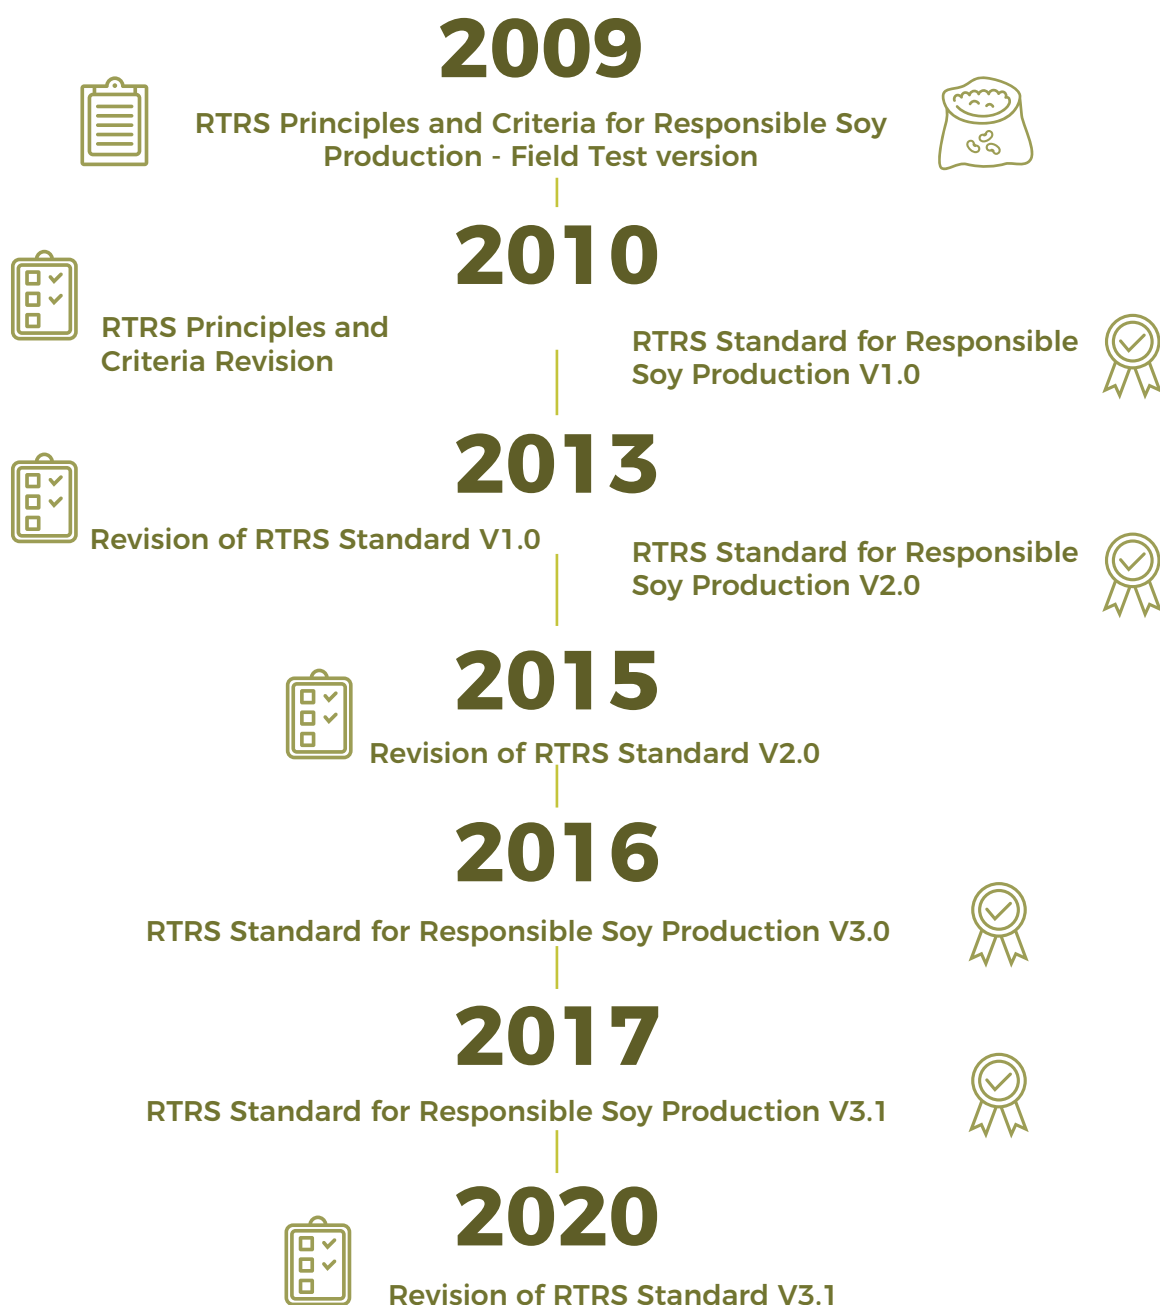 2009
RTRS Principles and Criteria for Responsible Soy
Production - Field Test version
2010
RTRS Principles and
Criteria Revision
RTRS Standard for Responsible
Soy Production V1.0
2013
Revision of RTRS Standard V1.0
RTRS Standard for Responsible
Soy Production V2.0
2015
Revision of RTRS Standard V2.0
2016
RTRS Standard for Responsible Soy Production V3.0
2017
RTRS Standard for Responsible Soy Production V3.1
2020
Revision of RTRS Standard V3.1